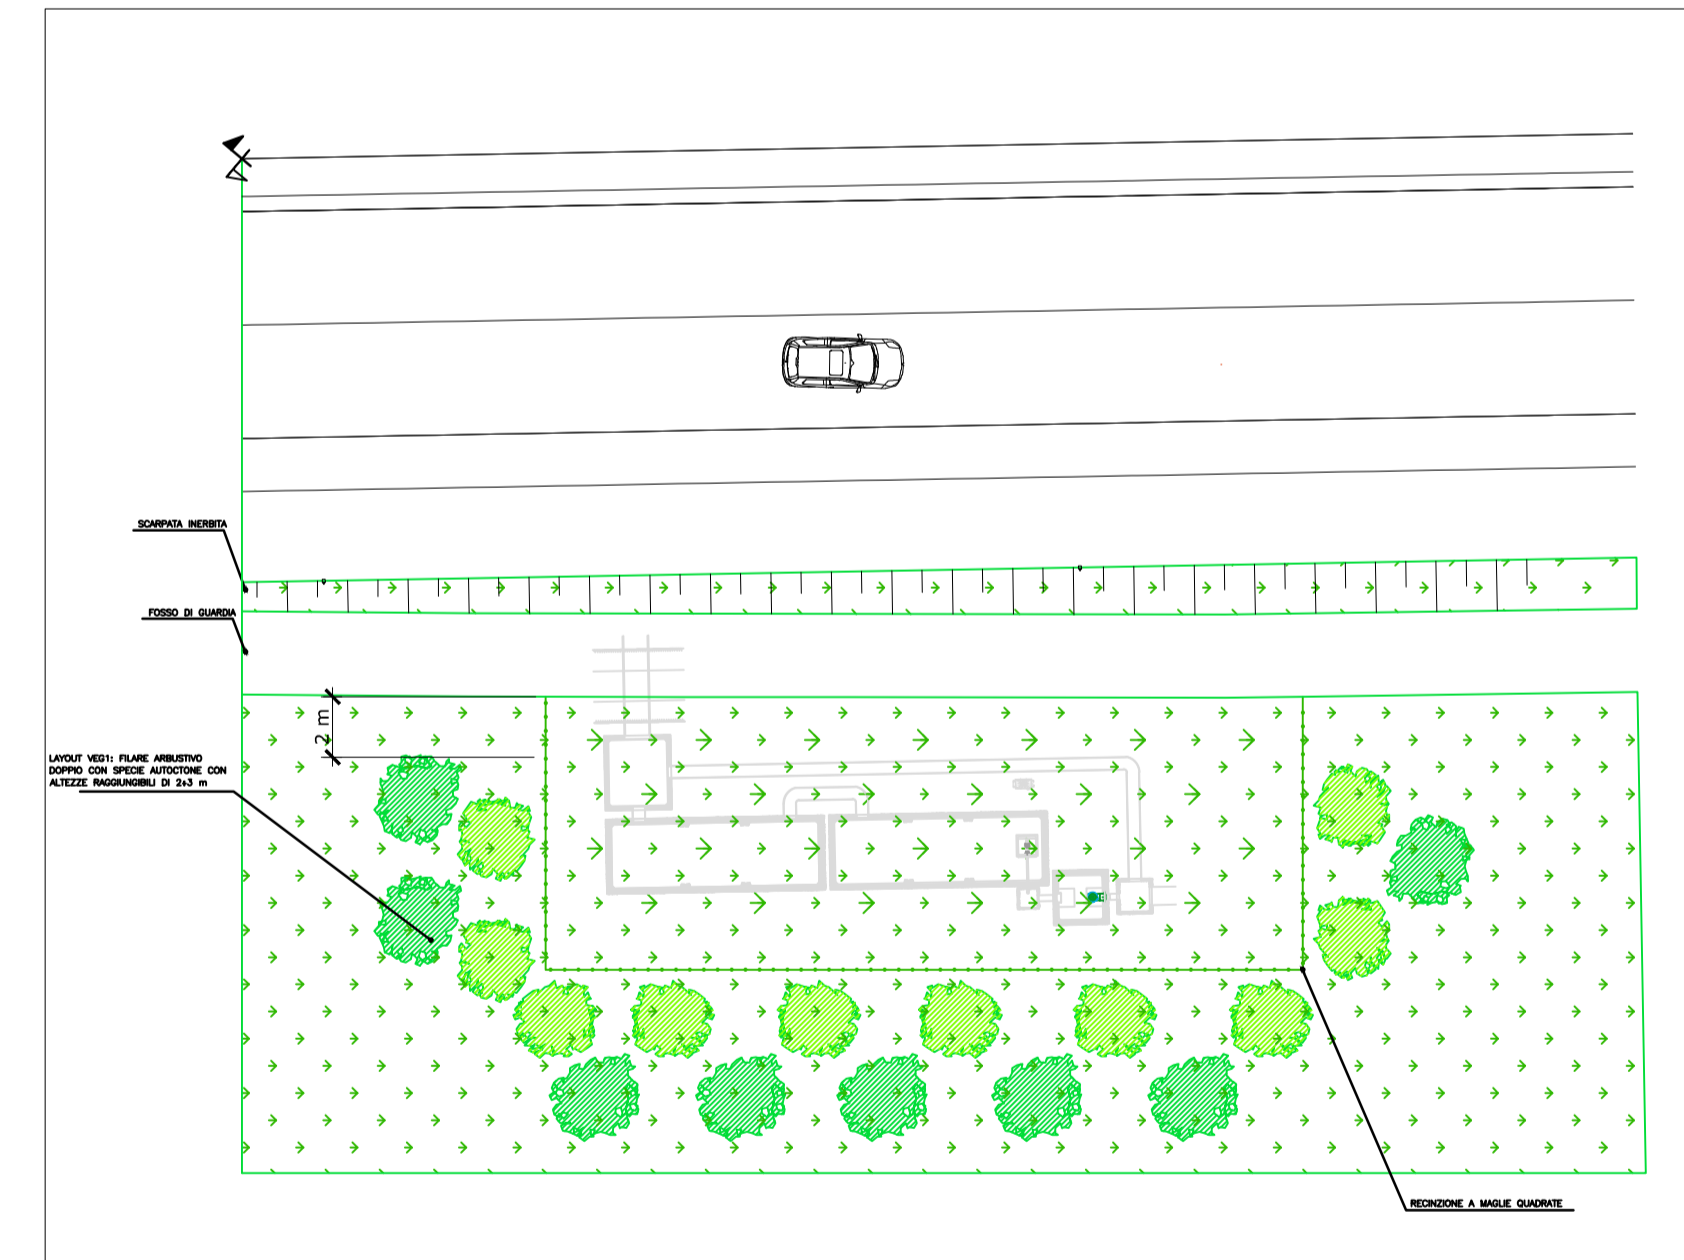 SCARPATA INERBITA
FOSSO DI GUARDIA
2 m
LAYOUT VEG1: FILARE ARBUSTIVO
DOPPIO CON SPECIE AUTOCTONE CON
ALTEZZE RAGGIUNGIBILI DI 2÷3 m
RECINZIONE A MAGLIE QUADRATE